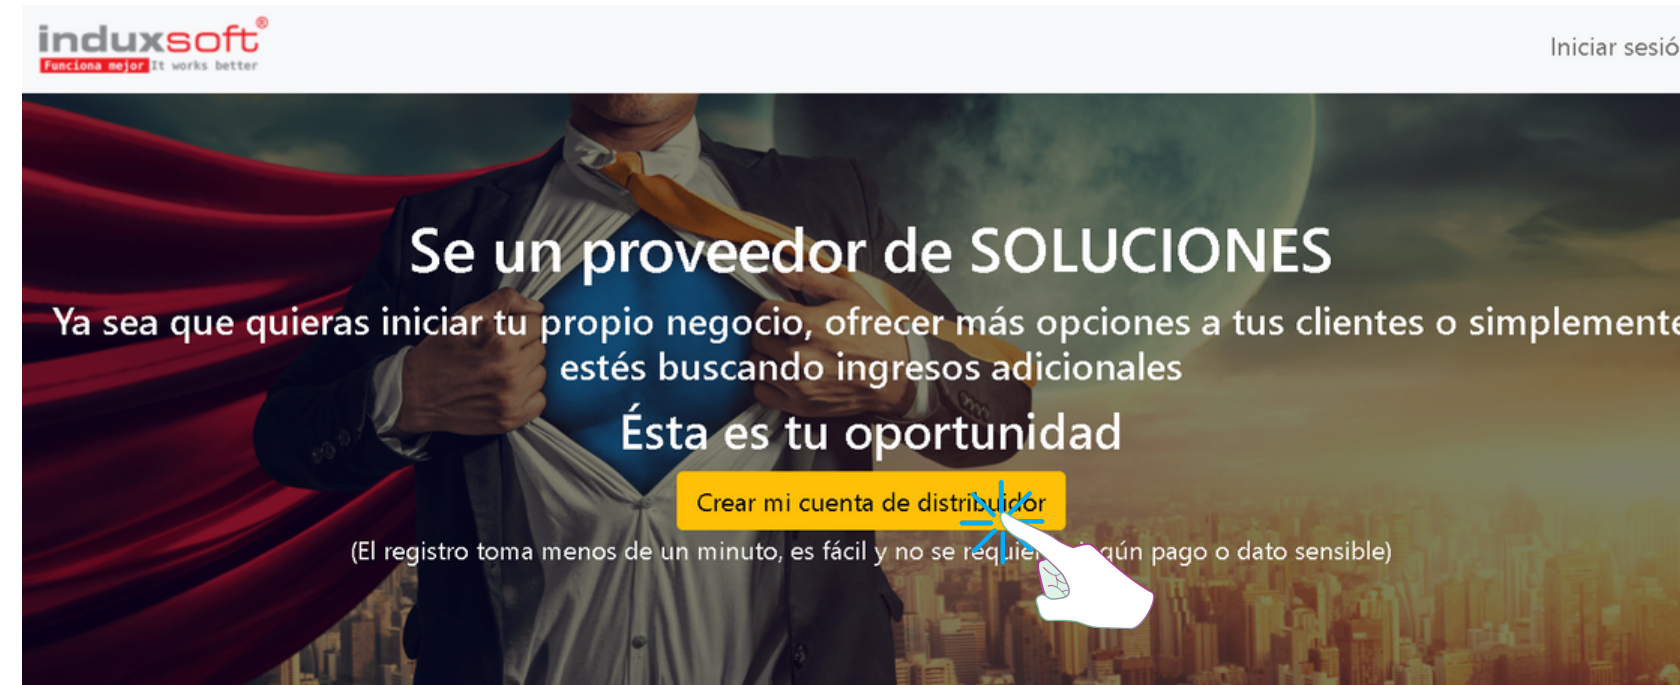 induxsoft®
Funciona mejor It works better
Iniciar sesió
Se un proveedor de SOLUCIONES
Ya sea que quieras iniciar tu propio negocio, ofrecer más opciones a tus clientes o simplemente
estés buscando ingresos adicionales
Ésta es tu oportunidad
Crear mi cuenta de distribuidor
(El registro toma menos de un minuto, es fácil y no se pago o dato sensible)